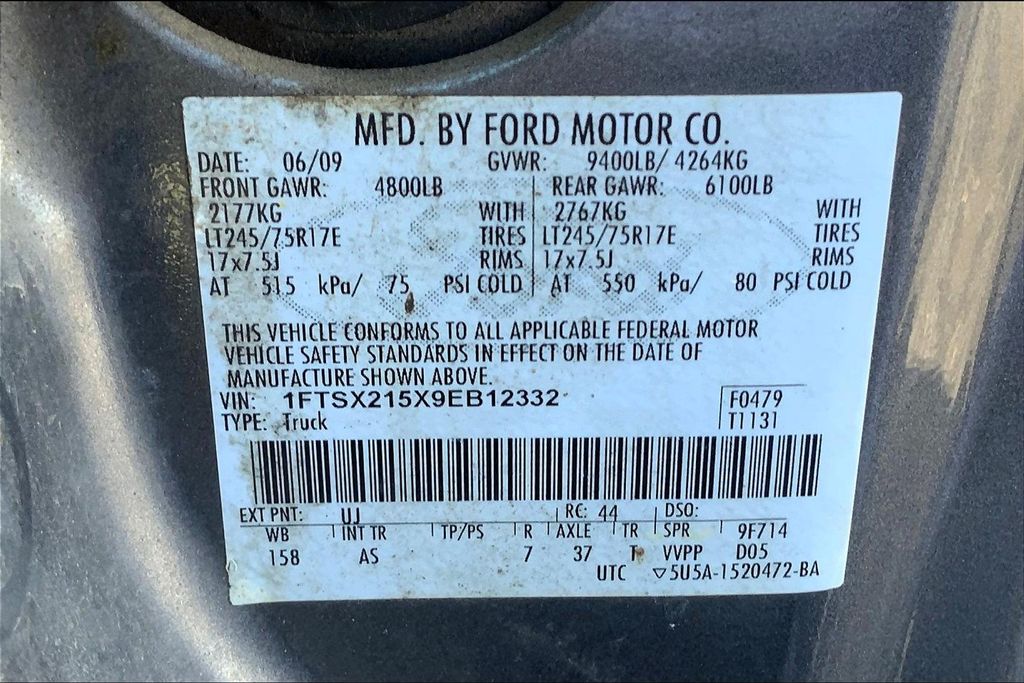 MFD. BY FORD MOTOR CO.
DATE: 06/09 GVWR: 9400LB/ 4264KG
FRONT GAWR: 4800LB REAR GAWR: 6100LB
2177KG WITH 2767KG WITH
LT245/75R17E TIRES LT245/75R17E TIRES
17x7.5J RIMS 17x7.5J RIMS
AT 515 kPa/ 75 PSI COLD AT 550 kPa/ 80 PSI COLD
THIS VEHICLE CONFORMS TO ALL APPLICABLE FEDERAL MOTOR
VEHICLE SAFETY STANDARDS IN EFFECT ON THE DATE OF
MANUFACTURE SHOWN ABOVE.
VIN: 1FTSX215X9EB12332 F0479
TYPE: Truck T1131
EXT PNT: UJ RC: 44 DSO:
WB INT TR TP/PS R AXLE TR SPR 9F714
158 AS 7 37 T VVPP D05
UTC ▽5U5A-1520472-BA